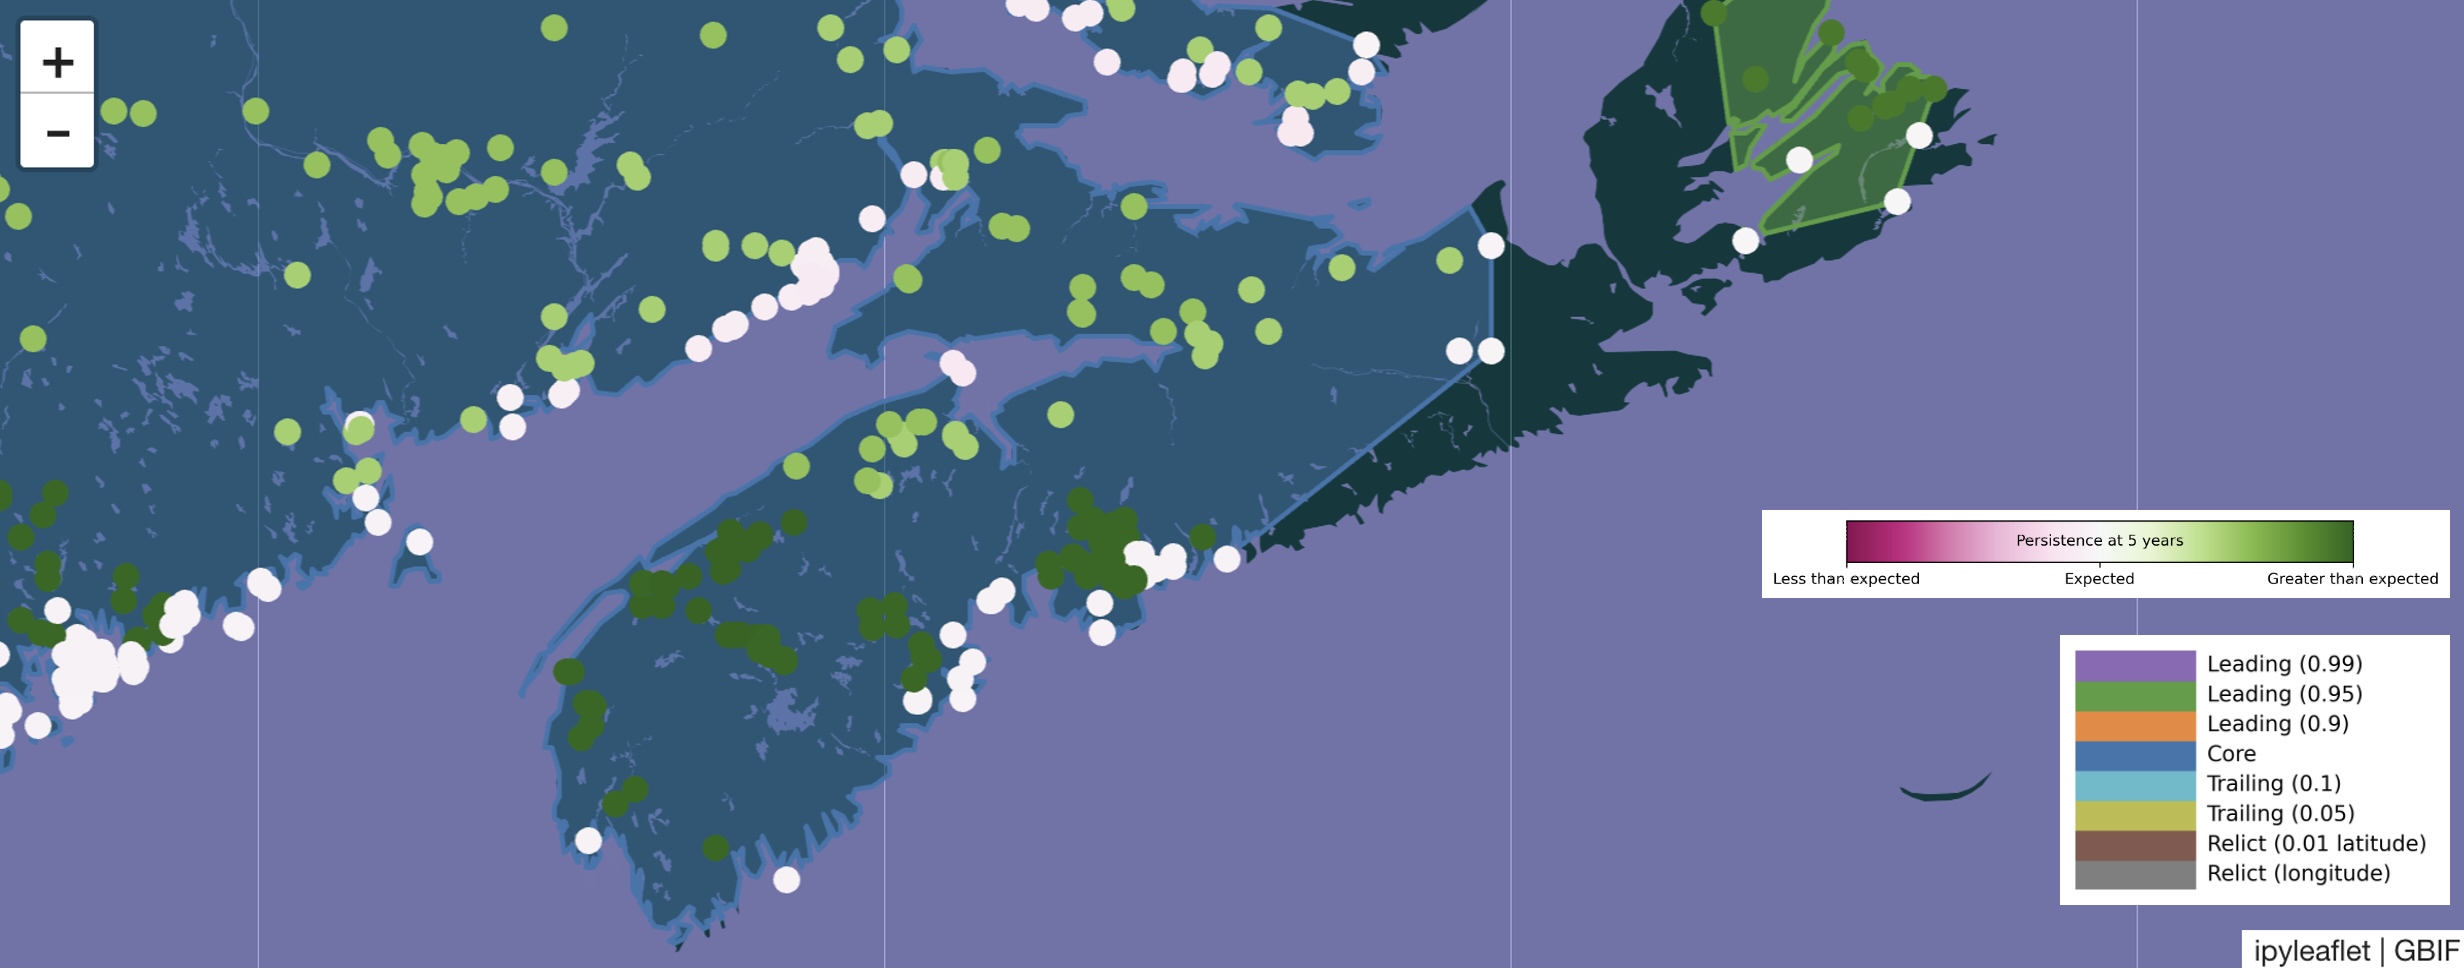 +
−
Persistence at 5 years
Less than expected Expected Greater than expected
Leading (0.99)
Leading (0.95)
Leading (0.9)
Core
Trailing (0.1)
Trailing (0.05)
Relict (0.01 latitude)
Relict (longitude)
ipyleaflet | GBIF